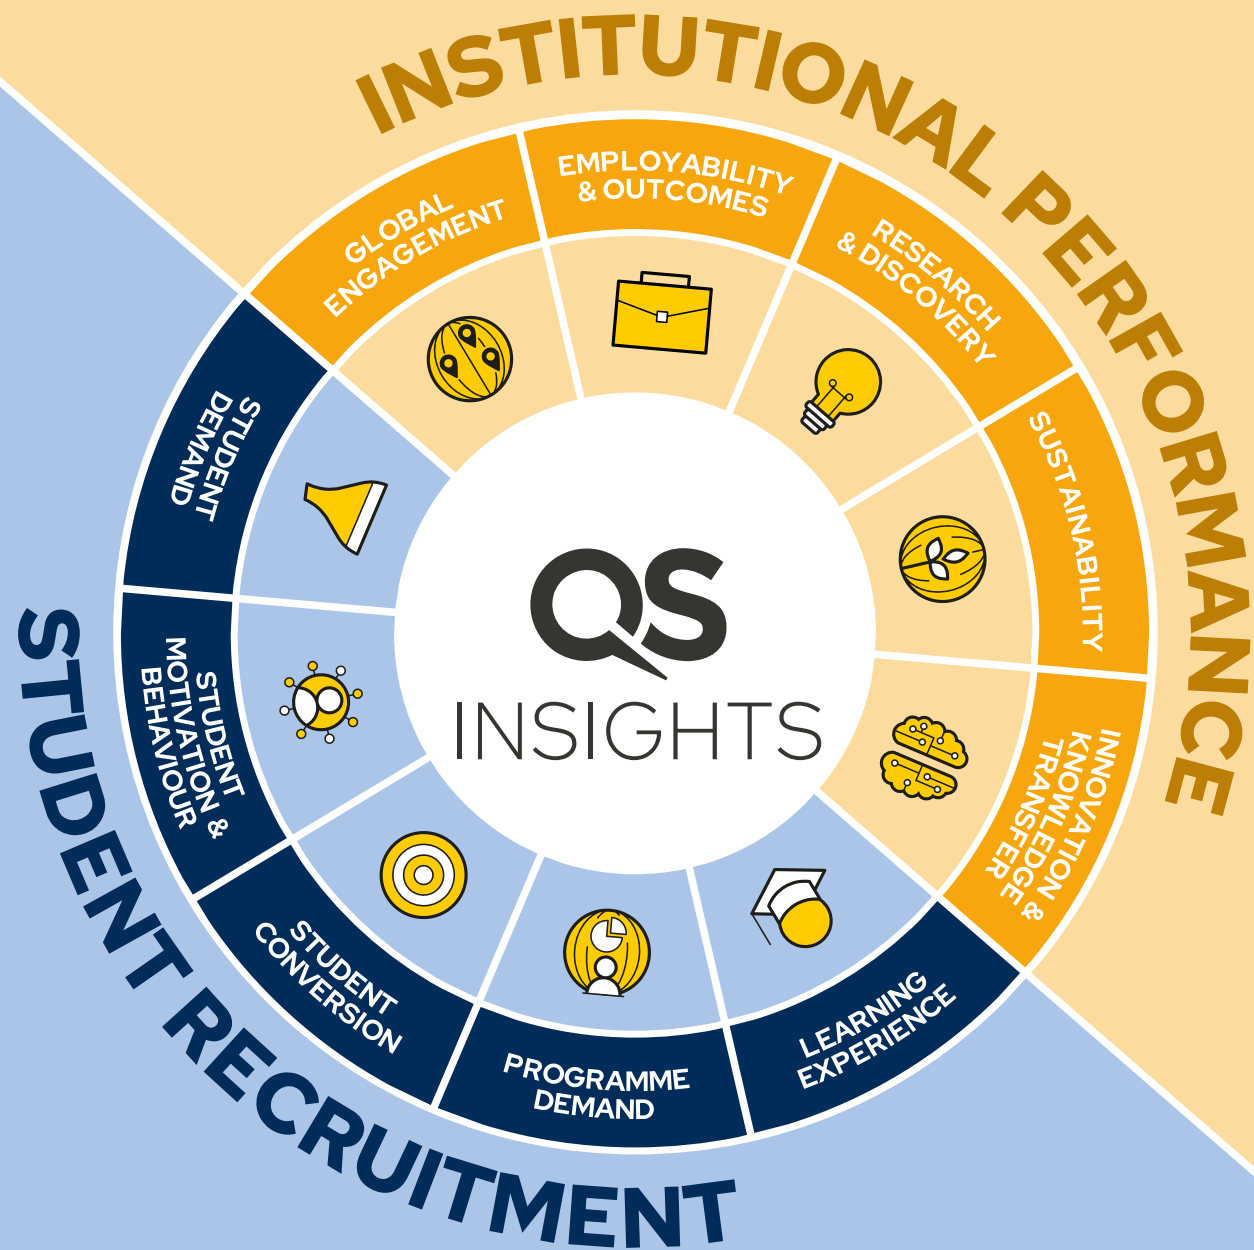 INSTITUTIONAL PERFORMANCE
GLOBAL
ENGAGEMENT
EMPLOYABILITY
& OUTCOMES
RESEARCH
& DISCOVERY
SUSTAINABILITY
INNOVATION
KNOWLEDGE &
TRANSFER
STUDENT
DEMAND
STUDENT
MOTIVATION &
BEHAVIOUR
STUDENT
CONVERSION
PROGRAMME
DEMAND
LEARNING
EXPERIENCE
QS
INSIGHTS
STUDENT RECRUITMENT